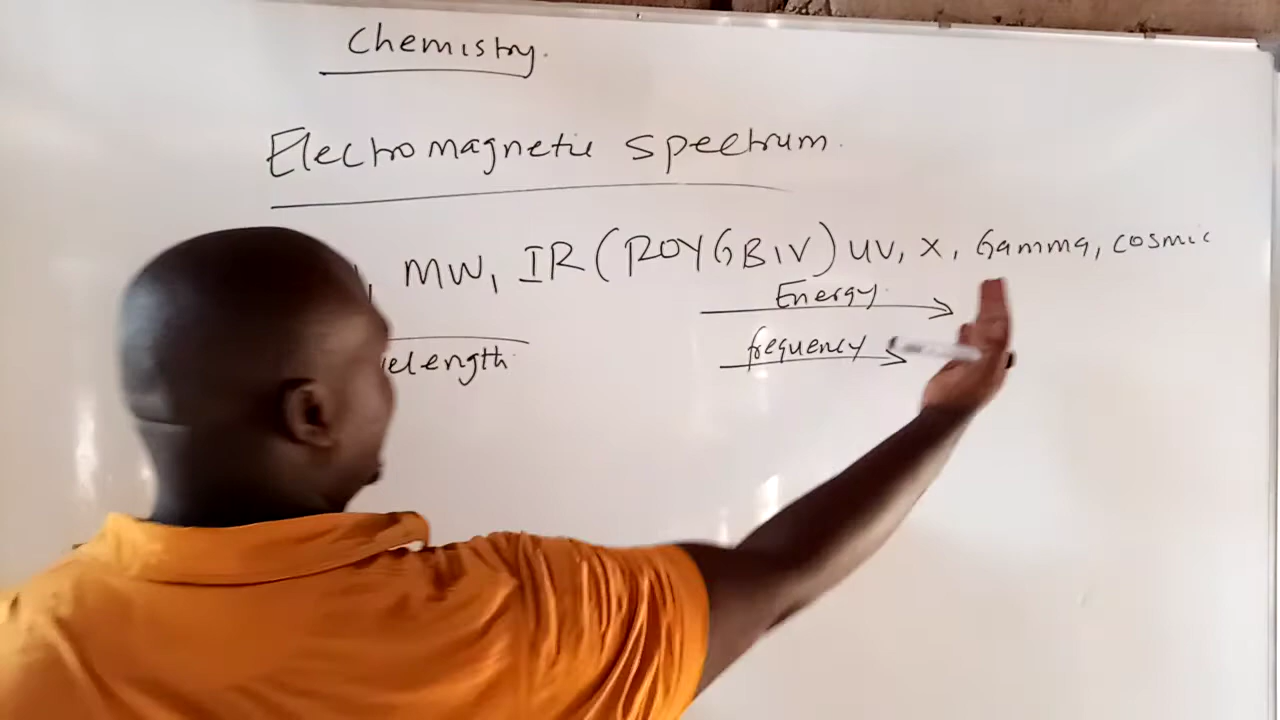 Chemistry.
Electromagnetic spectrum.
, MW, IR (ROYGBIV) UV, X, Gamma, cosmic
Energy
frequency
elength